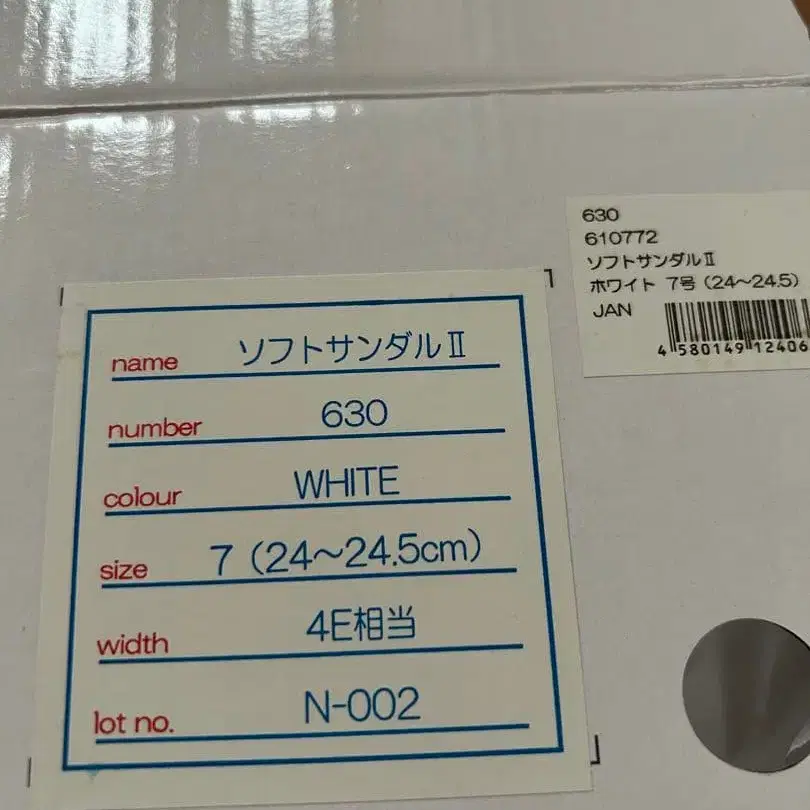 630
610772
ソフトサンダルⅡ
ホワイト 7号(24～24.5)
JAN
4 580149 12406
name ソフトサンダルⅡ
number 630
colour WHITE
size 7(24～24.5cm)
width 4E相当
lot no. N-002